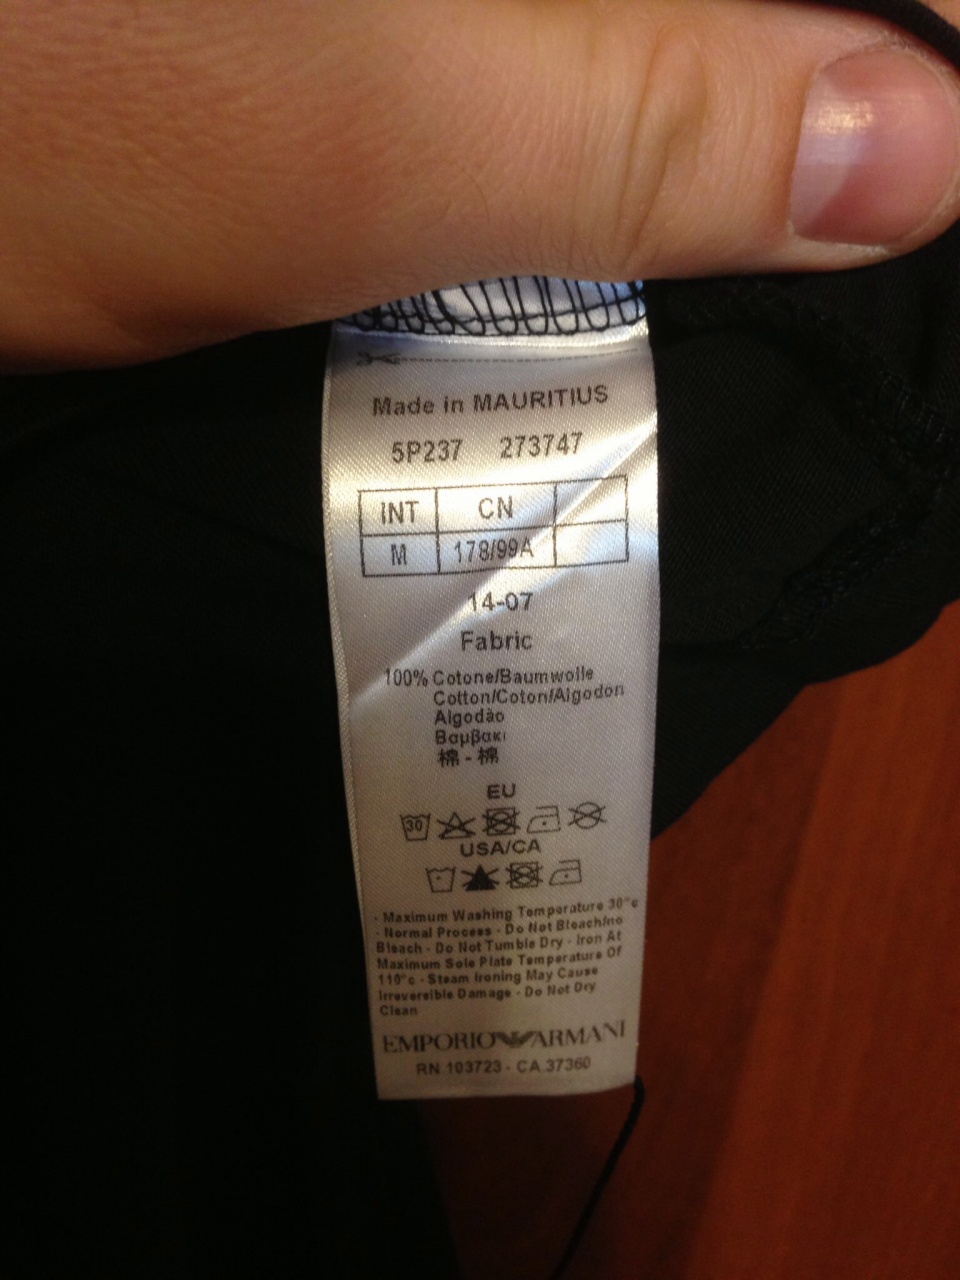 Made in MAURITIUS
5P237 273747
INT CN
M 178/99A
14-07
Fabric
100% Cotone/Baumwolle
Cotton/Coton/Algodon
Algodão
Βαμβακι
棉 - 棉
EU
30
USA/CA
- Maximum Washing Temperature 30°c
- Normal Process - Do Not Bleach/no
Bleach - Do Not Tumble Dry - Iron At
Maximum Sole Plate Temperature Of
110°c - Steam Ironing May Cause
Irreversible Damage - Do Not Dry
Clean
EMPORIO ARMANI
RN.103723 - CA.37360